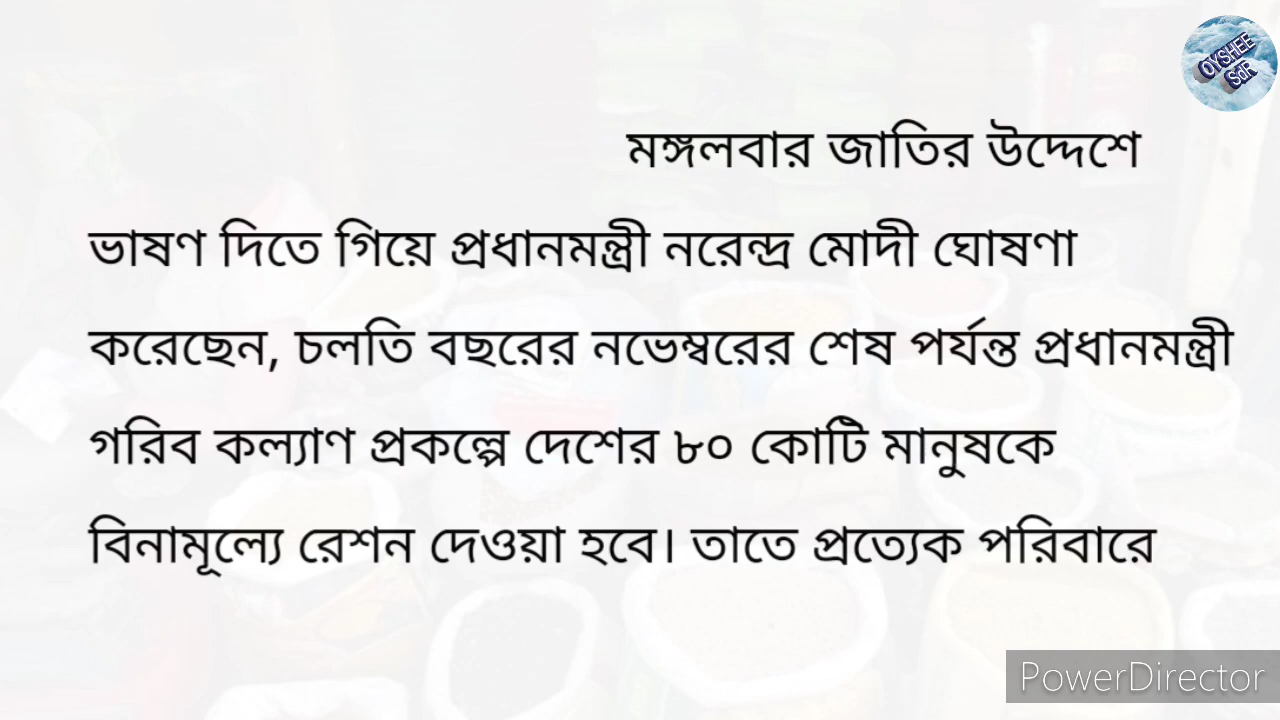 OYSHEE
SdR
মঙ্গলবার জাতির উদ্দেশে
ভাষণ দিতে গিয়ে প্রধানমন্ত্রী নরেন্দ্র মোদী ঘোষণা
করেছেন, চলতি বছরের নভেম্বরের শেষ পর্যন্ত প্রধানমন্ত্রী
গরিব কল্যাণ প্রকল্পে দেশের ৮০ কোটি মানুষকে
বিনামূল্যে রেশন দেওয়া হবে। তাতে প্রত্যেক পরিবারে
PowerDirector